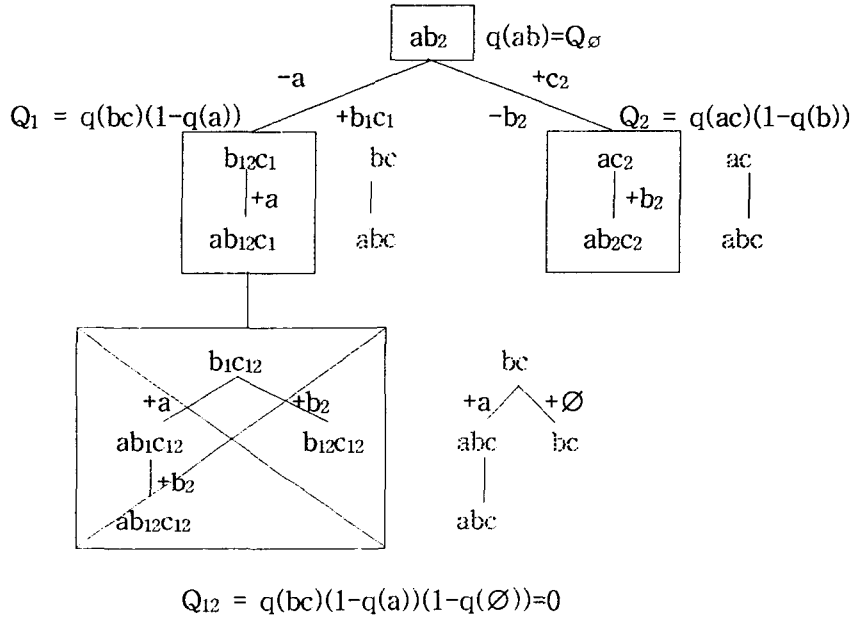 ab₂ q(ab)=Q∅
-a +c₂
Q₁ = q(bc)(1-q(a)) +b₁c₁ -b₂ Q₂ = q(ac)(1-q(b))
b₁₂c₁ bc ac₂ ac
+a +b₂
ab₁₂c₁ abc ab₂c₂ abc
b₁c₁₂ bc
+a +b₂ +a +∅
ab₁c₁₂ b₁₂c₁₂ abc bc
+b₂
ab₁₂c₁₂ abc
Q₁₂ = q(bc)(1-q(a))(1-q(∅))=0